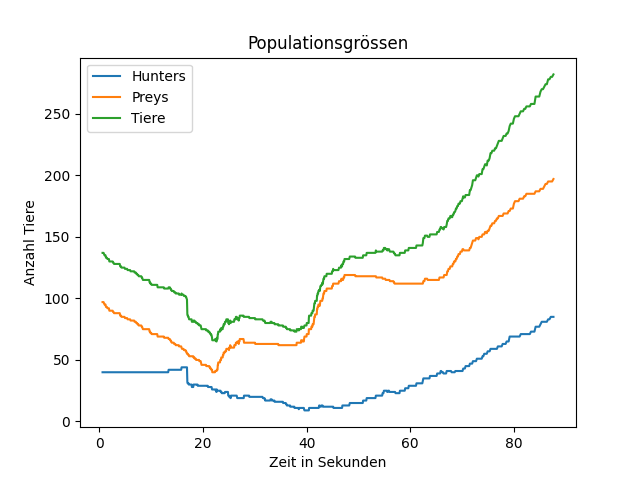 Populationsgrössen
Hunters
Preys
Tiere
Anzahl Tiere
250
200
150
100
50
0
0 20 40 60 80
Zeit in Sekunden